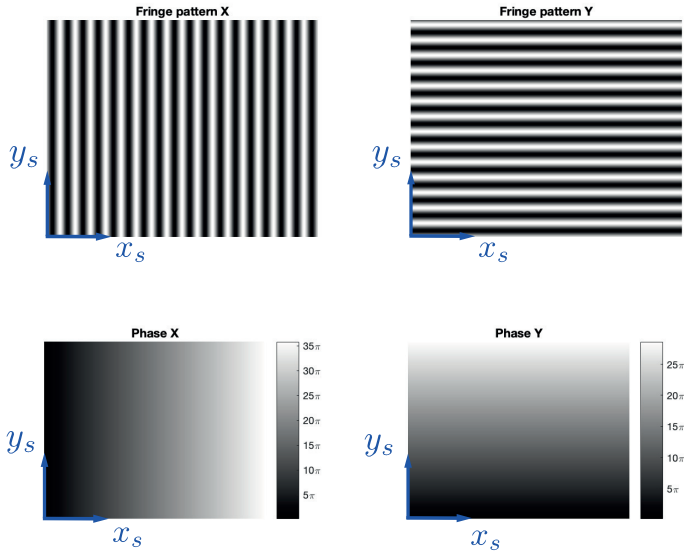 Fringe pattern X
Fringe pattern Y
y_s
x_s
y_s
x_s
Phase X
Phase Y
35π
30π
25π
20π
15π
10π
5π
25π
20π
15π
10π
5π
y_s
x_s
y_s
x_s